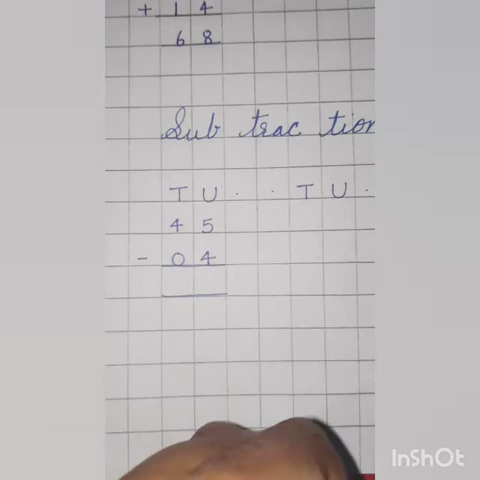 + 1 4
6 8
Sub trac tion
T U . . T U .
4 5
- 0 4
InShOt